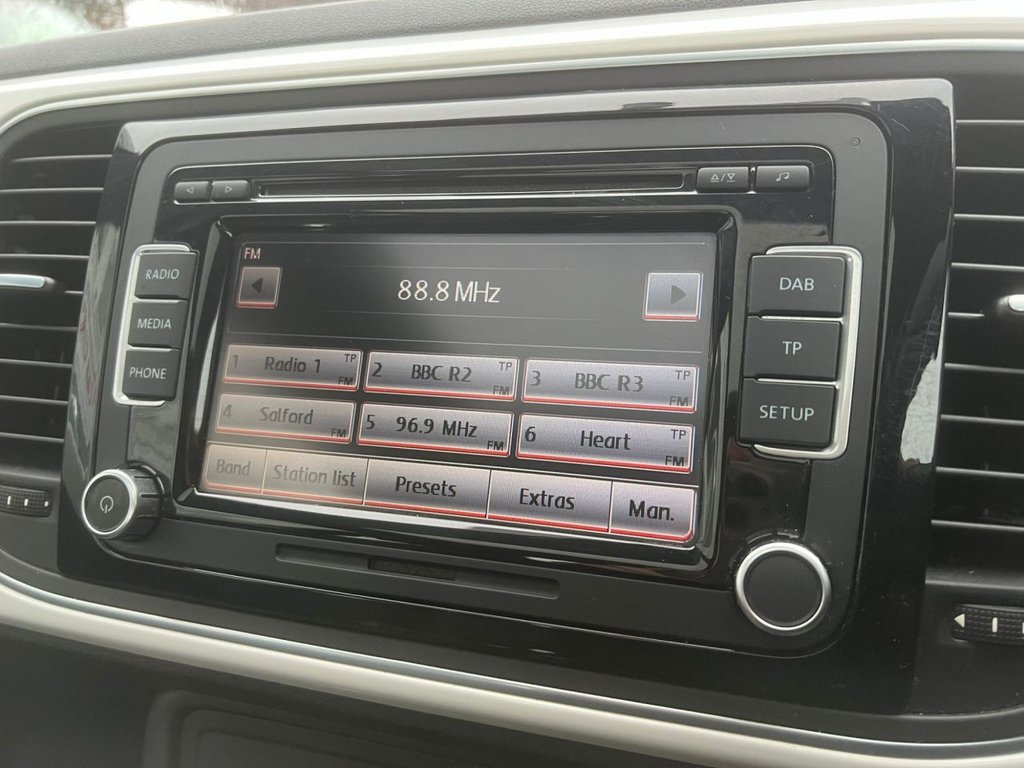 FM
88.8 MHz
RADIO
MEDIA
PHONE
DAB
TP
SETUP
1 Radio 1 TP FM
2 BBC R2 TP FM
3 BBC R3 TP FM
4 Salford FM
5 96.9 MHz FM
6 Heart TP FM
Band Station list Presets Extras Man.